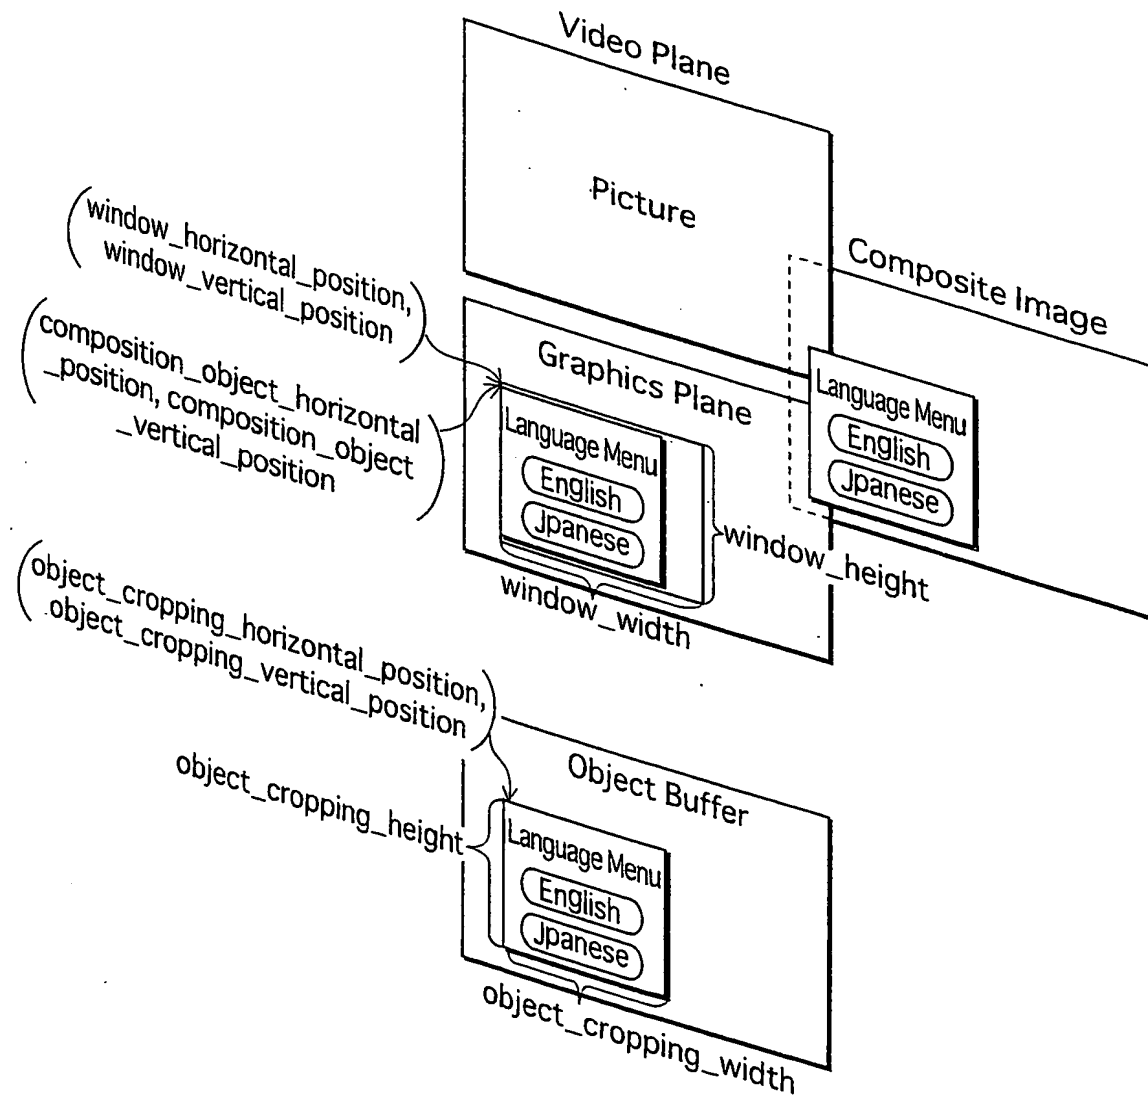 Video Plane
Picture
(window_horizontal_position,
window_vertical_position)
Composite Image
(composition_object_horizontal
_position, composition_object
_vertical_position)
Graphics Plane
Language Menu
English
Jpanese
Language Menu
English
Jpanese
window_height
window_width
(object_cropping_horizontal_position,
object_cropping_vertical_position)
Object Buffer
object_cropping_height
Language Menu
English
Jpanese
object_cropping_width